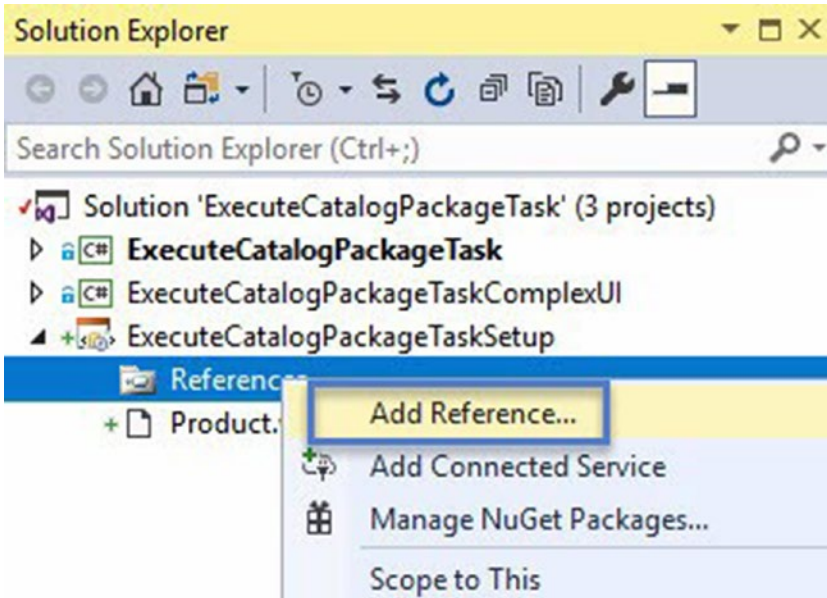 Solution Explorer
Search Solution Explorer (Ctrl+;)
Solution 'ExecuteCatalogPackageTask' (3 projects)
C# ExecuteCatalogPackageTask
C# ExecuteCatalogPackageTaskComplexUI
ExecuteCatalogPackageTaskSetup
References
Add Reference...
Product.
Add Connected Service
Manage NuGet Packages...
Scope to This